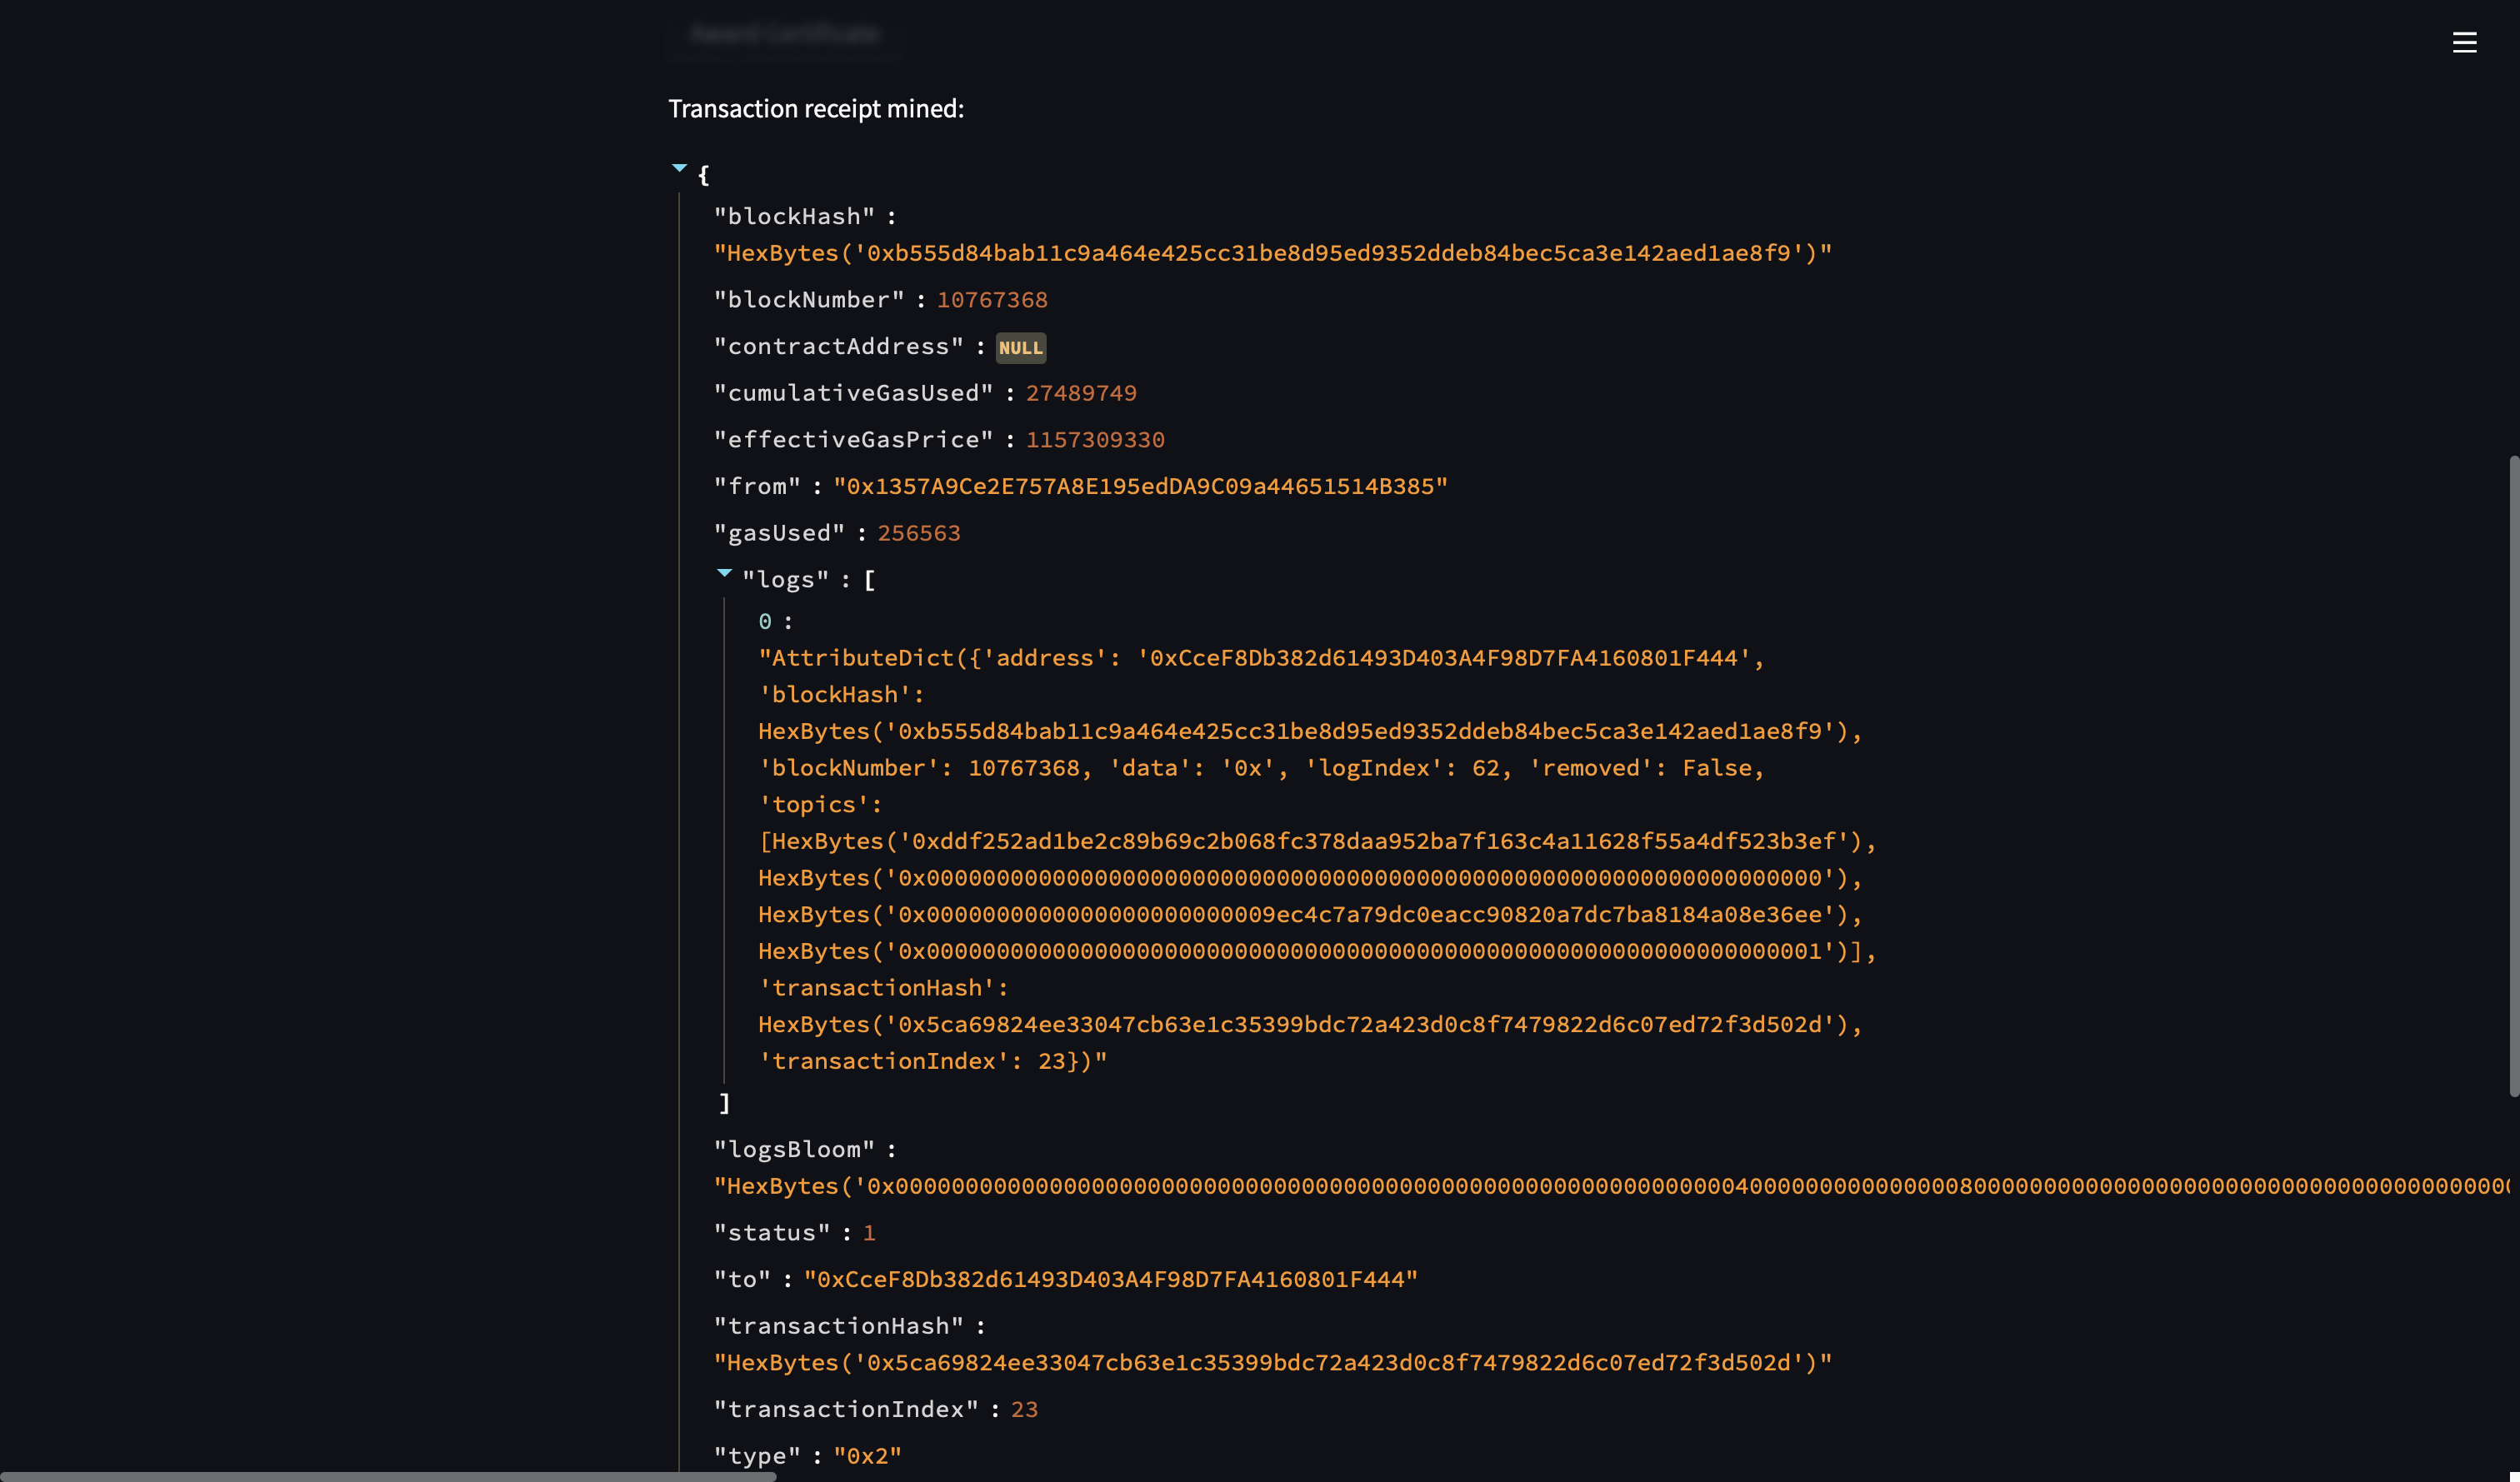 Award Certificate
Transaction receipt mined:
{
"blockHash" :
"HexBytes('0xb555d84bab11c9a464e425cc31be8d95ed9352ddeb84bec5ca3e142aed1ae8f9')"
"blockNumber" : 10767368
"contractAddress" : NULL
"cumulativeGasUsed" : 27489749
"effectiveGasPrice" : 1157309330
"from" : "0x1357A9Ce2E757A8E195edDA9C09a44651514B385"
"gasUsed" : 256563
"logs" : [
0 :
"AttributeDict({'address': '0xCceF8Db382d61493D403A4F98D7FA4160801F444',
'blockHash':
HexBytes('0xb555d84bab11c9a464e425cc31be8d95ed9352ddeb84bec5ca3e142aed1ae8f9'),
'blockNumber': 10767368, 'data': '0x', 'logIndex': 62, 'removed': False,
'topics':
[HexBytes('0xddf252ad1be2c89b69c2b068fc378daa952ba7f163c4a11628f55a4df523b3ef'),
HexBytes('0x0000000000000000000000000000000000000000000000000000000000000000'),
HexBytes('0x0000000000000000000000009ec4c7a79dc0eacc90820a7dc7ba8184a08e36ee'),
HexBytes('0x0000000000000000000000000000000000000000000000000000000000000001')],
'transactionHash':
HexBytes('0x5ca69824ee33047cb63e1c35399bdc72a423d0c8f7479822d6c07ed72f3d502d'),
'transactionIndex': 23})"
]
"logsBloom" :
"HexBytes('0x000000000000000000000000000000000000000000000000000000000000400000000000000080000000000000000000000000000000000000
"status" : 1
"to" : "0xCceF8Db382d61493D403A4F98D7FA4160801F444"
"transactionHash" :
"HexBytes('0x5ca69824ee33047cb63e1c35399bdc72a423d0c8f7479822d6c07ed72f3d502d')"
"transactionIndex" : 23
"type" : "0x2"